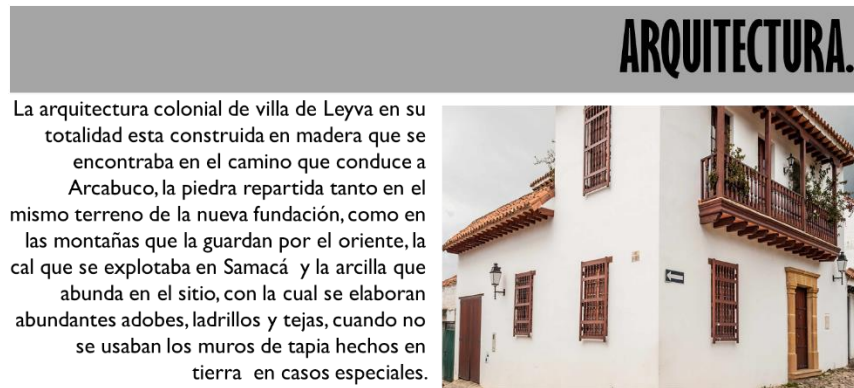 ARQUITECTURA.
La arquitectura colonial de villa de Leyva en su
totalidad esta construida en madera que se
encontraba en el camino que conduce a
Arcabuco, la piedra repartida tanto en el
mismo terreno de la nueva fundación, como en
las montañas que la guardan por el oriente, la
cal que se explotaba en Samacá y la arcilla que
abunda en el sitio, con la cual se elaboran
abundantes adobes, ladrillos y tejas, cuando no
se usaban los muros de tapia hechos en
tierra en casos especiales.